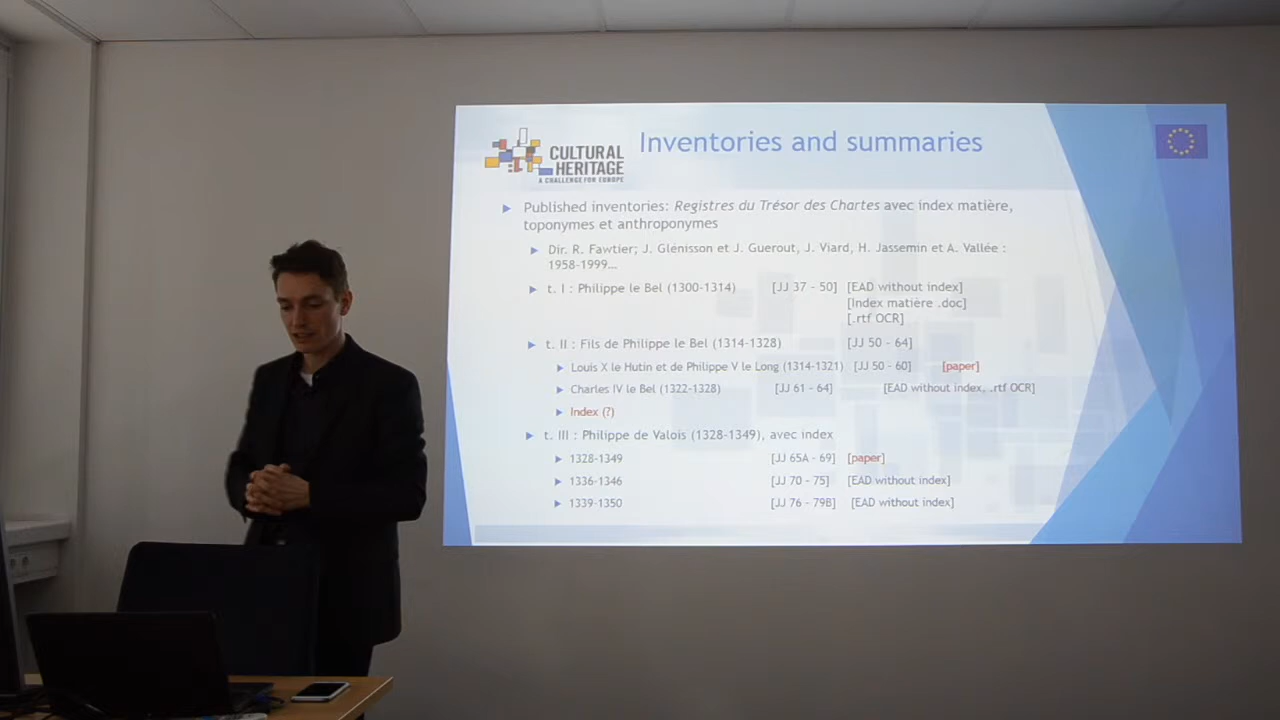 CULTURAL
HERITAGE
A CHALLENGE FOR EUROPE
Inventories and summaries
Published inventories: Registres du Trésor des Chartes avec index matière,
toponymes et anthroponymes
Dir. R. Fawtier; J. Glénisson et J. Guerout, J. Viard, H. Jassemin et A. Vallée :
1958-1999…
t. I : Philippe le Bel (1300-1314) [JJ 37 - 50] [EAD without index]
[Index matière .doc]
[.rtf OCR]
t. II : Fils de Philippe le Bel (1314-1328) [JJ 50 - 64]
Louis X le Hutin et de Philippe V le Long (1314-1321) [JJ 50 - 60] [paper]
Charles IV le Bel (1322-1328) [JJ 61 - 64] [EAD without index, .rtf OCR]
Index (?)
t. III : Philippe de Valois (1328-1349), avec index
1328-1349 [JJ 65A - 69] [paper]
1336-1346 [JJ 70 - 75] [EAD without index]
1339-1350 [JJ 76 - 79B] [EAD without index]